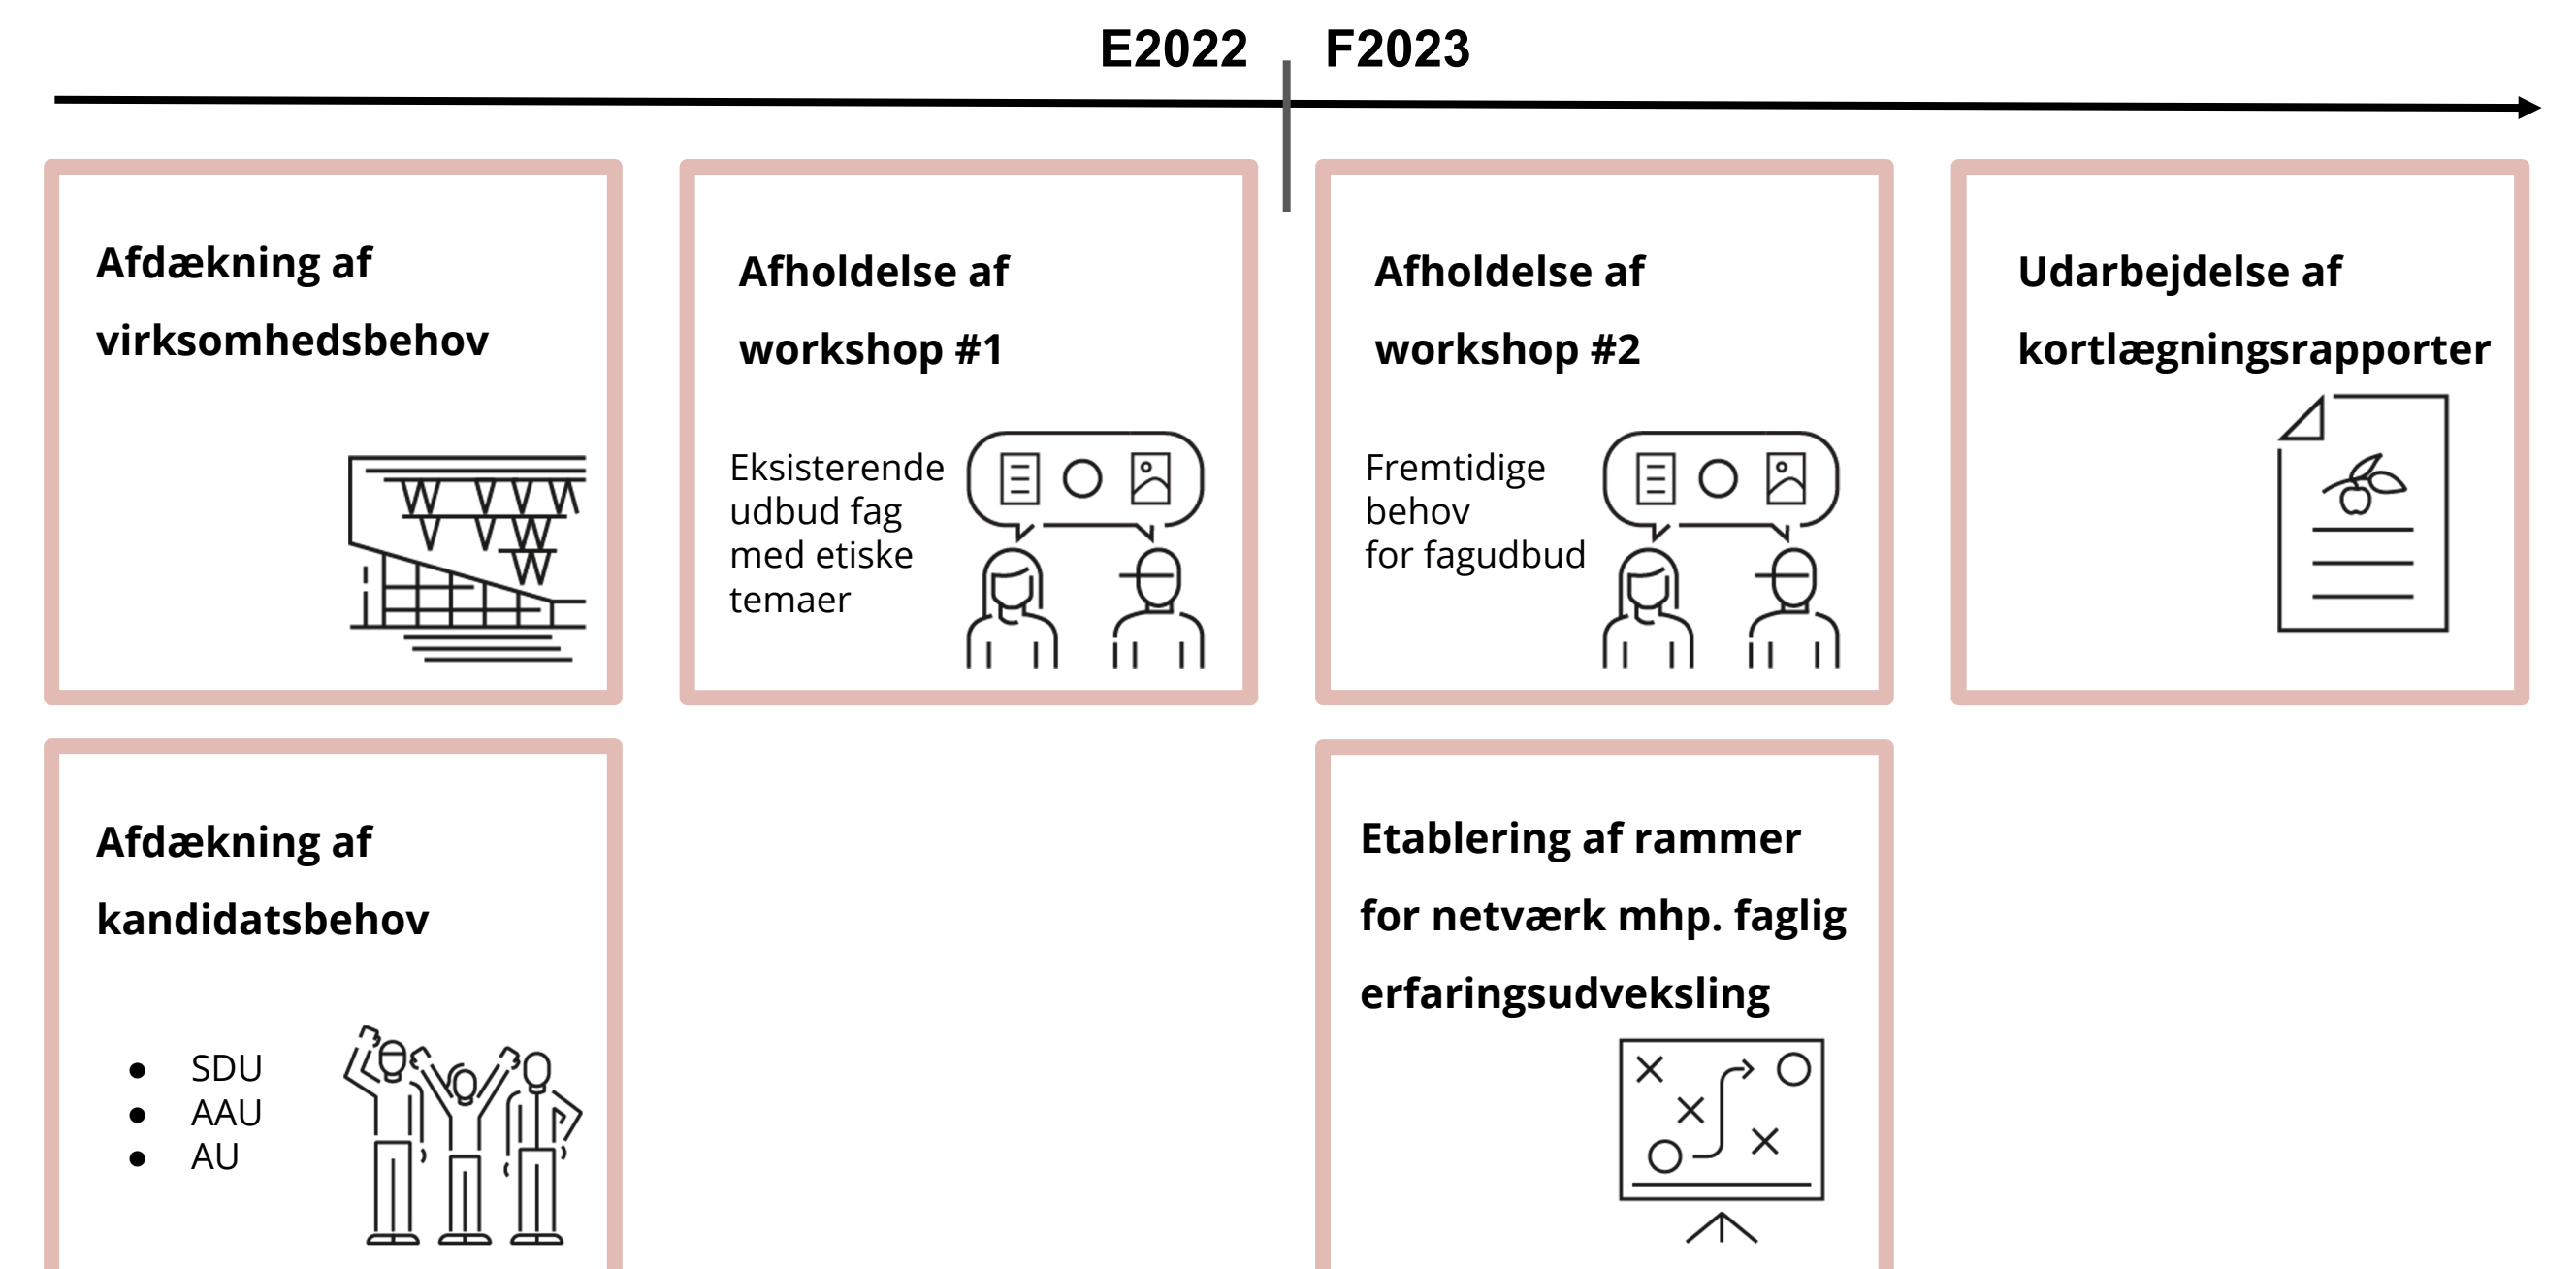 E2022
F2023
Afdækning af
virksomhedsbehov
Afholdelse af
workshop #1
Eksisterende
udbud fag
med etiske
temaer
Afholdelse af
workshop #2
Fremtidige
behov
for fagudbud
Udarbejdelse af
kortlægningsrapporter
Afdækning af
kandidatsbehov
● SDU
● AAU
● AU
Etablering af rammer
for netværk mhp. faglig
erfaringsudveksling